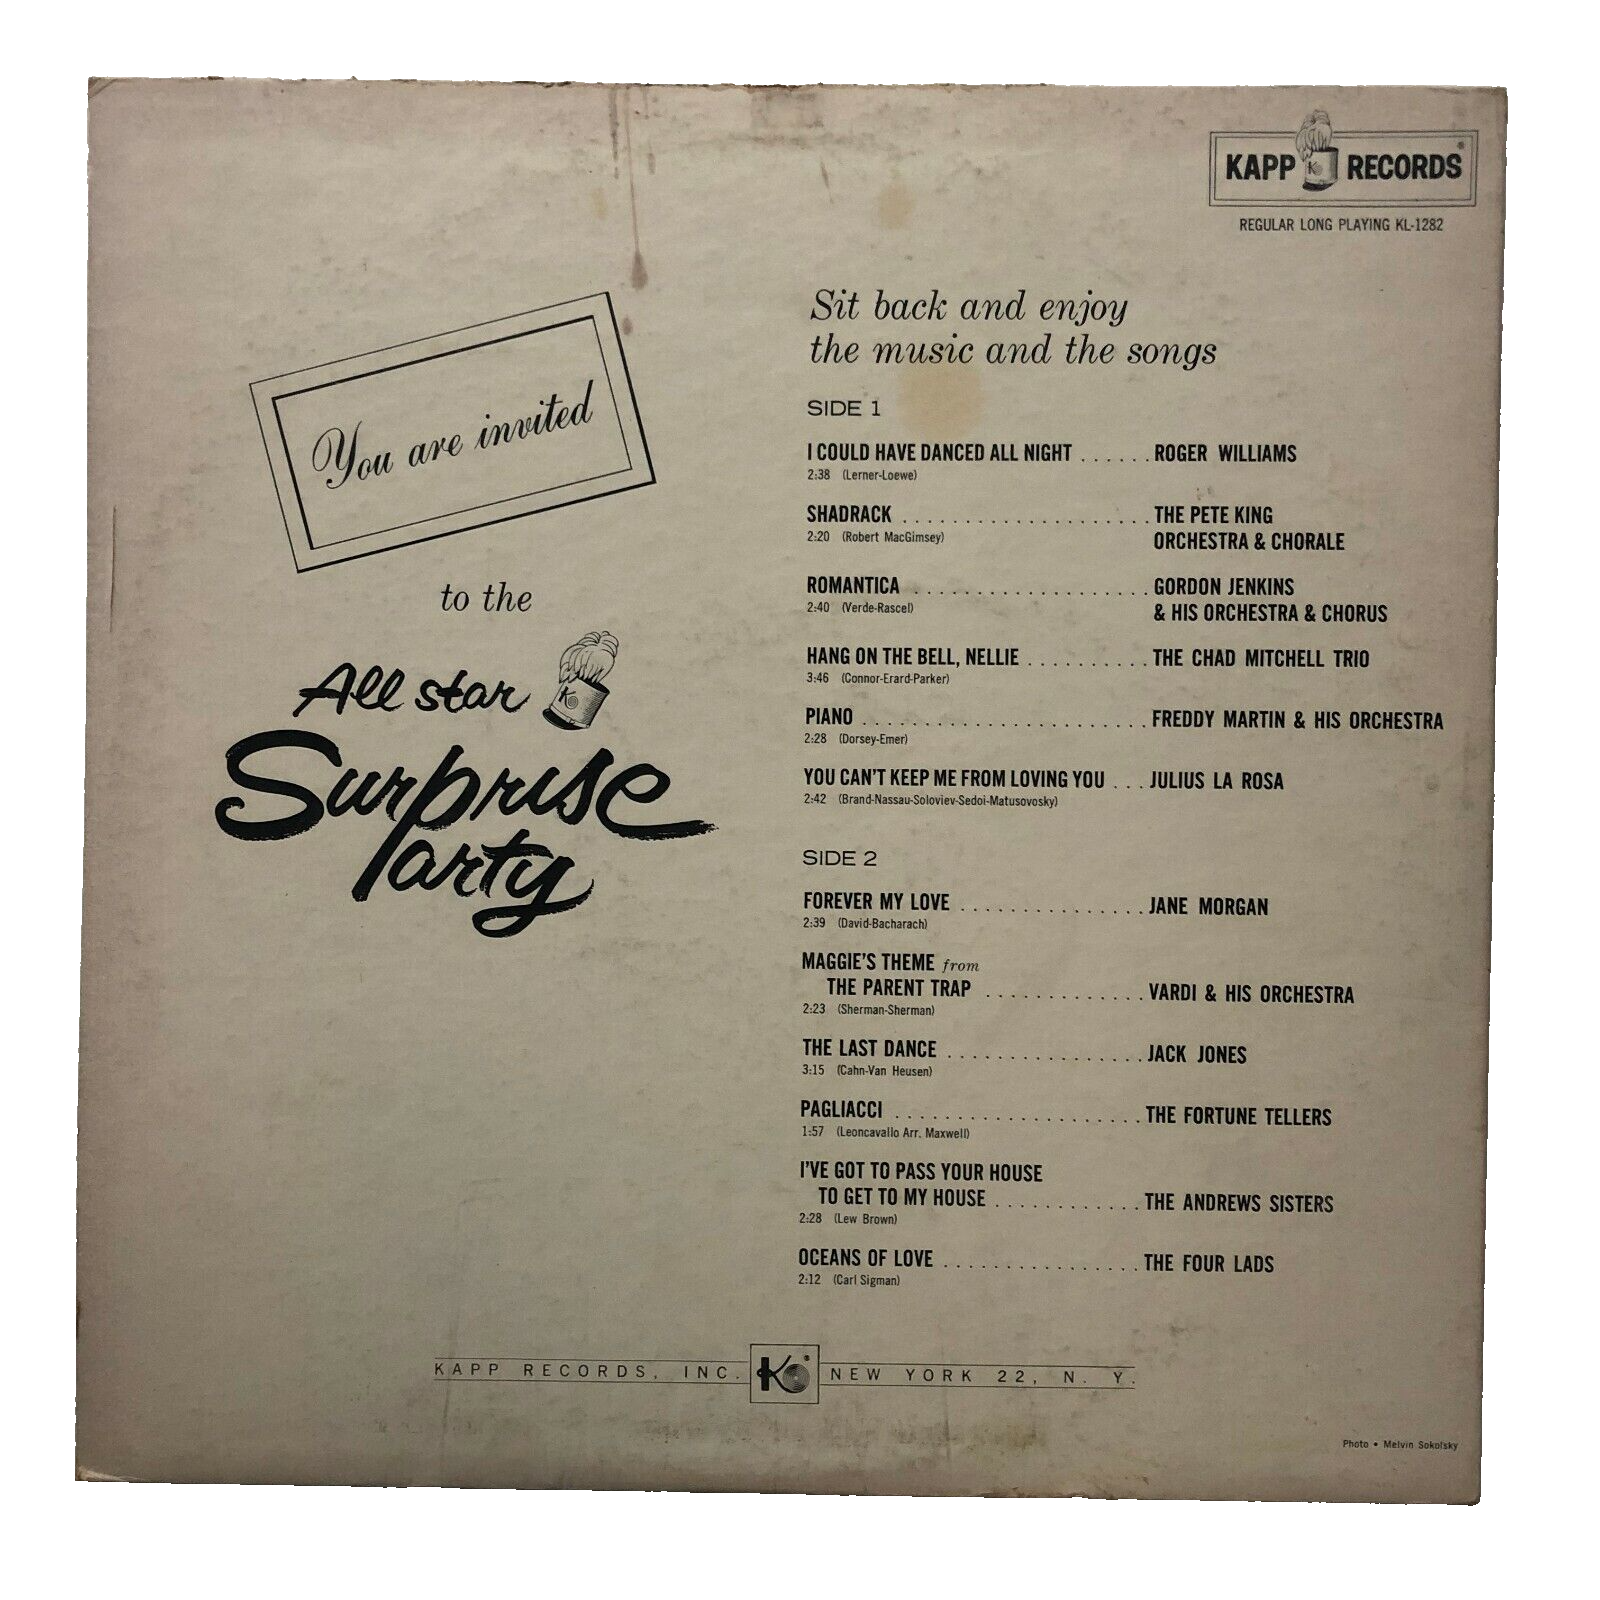 KAPP RECORDS®
REGULAR LONG PLAYING KL-1282
You are invited
to the
All star
K
Surprise
Party
Sit back and enjoy
the music and the songs
SIDE 1
I COULD HAVE DANCED ALL NIGHT . . . . . . ROGER WILLIAMS
2:38 (Lerner-Loewe)
SHADRACK . . . . . . . . . . . . . . . . . . . . THE PETE KING
2:20 (Robert MacGimsey) ORCHESTRA & CHORALE
ROMANTICA . . . . . . . . . . . . . . . . . . . GORDON JENKINS
2:40 (Verde-Rascel) & HIS ORCHESTRA & CHORUS
HANG ON THE BELL, NELLIE . . . . . . . . . . THE CHAD MITCHELL TRIO
3:46 (Connor-Erard-Parker)
PIANO . . . . . . . . . . . . . . . . . . . . . . . FREDDY MARTIN & HIS ORCHESTRA
2:28 (Dorsey-Emer)
YOU CAN'T KEEP ME FROM LOVING YOU . . . JULIUS LA ROSA
2:42 (Brand-Nassau-Soloviev-Sedoi-Matusovosky)
SIDE 2
FOREVER MY LOVE . . . . . . . . . . . . . . . JANE MORGAN
2:39 (David-Bacharach)
MAGGIE'S THEME from
THE PARENT TRAP . . . . . . . . . . . . . VARDI & HIS ORCHESTRA
2:23 (Sherman-Sherman)
THE LAST DANCE . . . . . . . . . . . . . . . . JACK JONES
3:15 (Cahn-Van Heusen)
PAGLIACCI . . . . . . . . . . . . . . . . . . . . THE FORTUNE TELLERS
1:57 (Leoncavallo Arr. Maxwell)
I'VE GOT TO PASS YOUR HOUSE
TO GET TO MY HOUSE . . . . . . . . . . . . THE ANDREWS SISTERS
2:28 (Lew Brown)
OCEANS OF LOVE . . . . . . . . . . . . . . . . THE FOUR LADS
2:12 (Carl Sigman)
KAPP RECORDS, INC. K® NEW YORK 22, N. Y.
Photo • Melvin Sokolsky